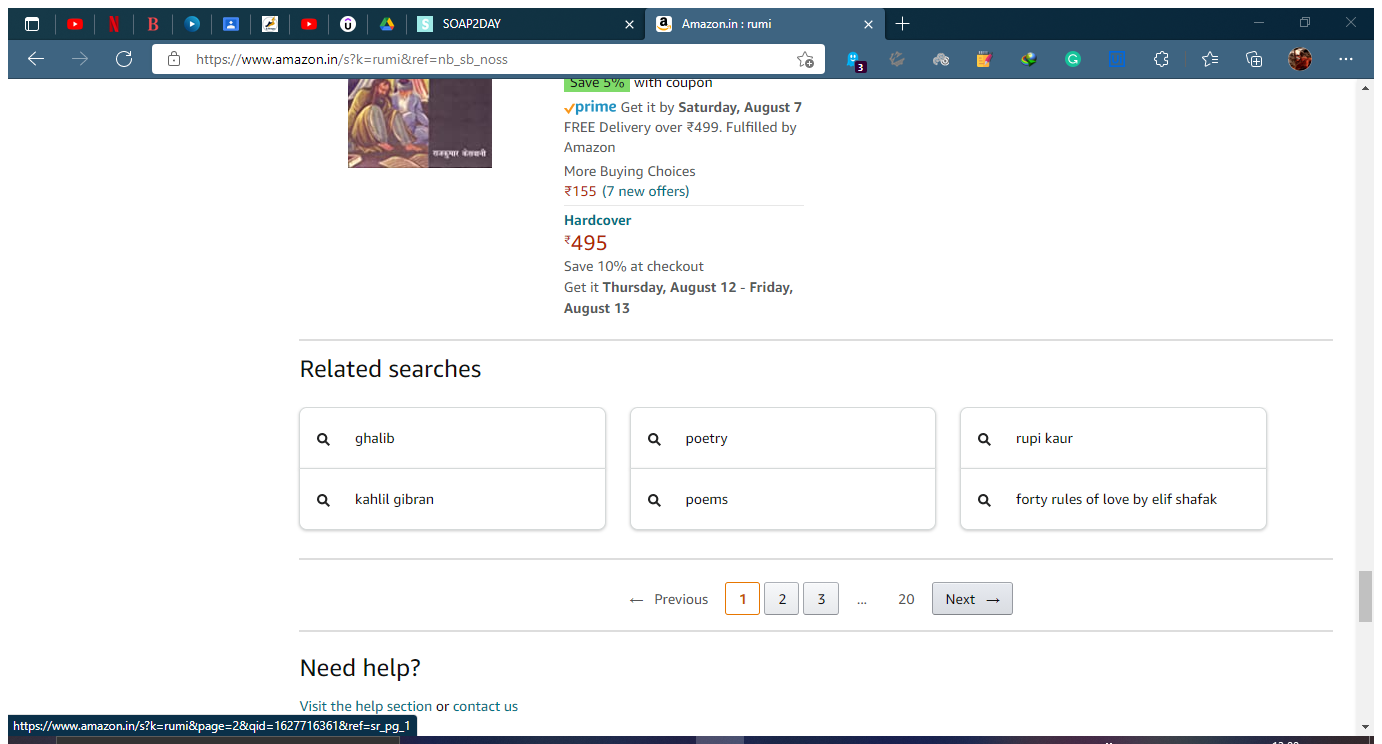 SOAP2DAY
Amazon.in : rumi
https://www.amazon.in/s?k=rumi&ref=nb_sb_noss
3
Save 5% with coupon
prime Get it by Saturday, August 7
FREE Delivery over ₹499. Fulfilled by
Amazon
राजकुमार केसवानी
More Buying Choices
₹155 (7 new offers)
Hardcover
₹495
Save 10% at checkout
Get it Thursday, August 12 - Friday,
August 13
Related searches
ghalib
poetry
rupi kaur
kahlil gibran
poems
forty rules of love by elif shafak
← Previous 1 2 3 ... 20 Next →
Need help?
Visit the help section or contact us
https://www.amazon.in/s?k=rumi&page=2&qid=1627716361&ref=sr_pg_1